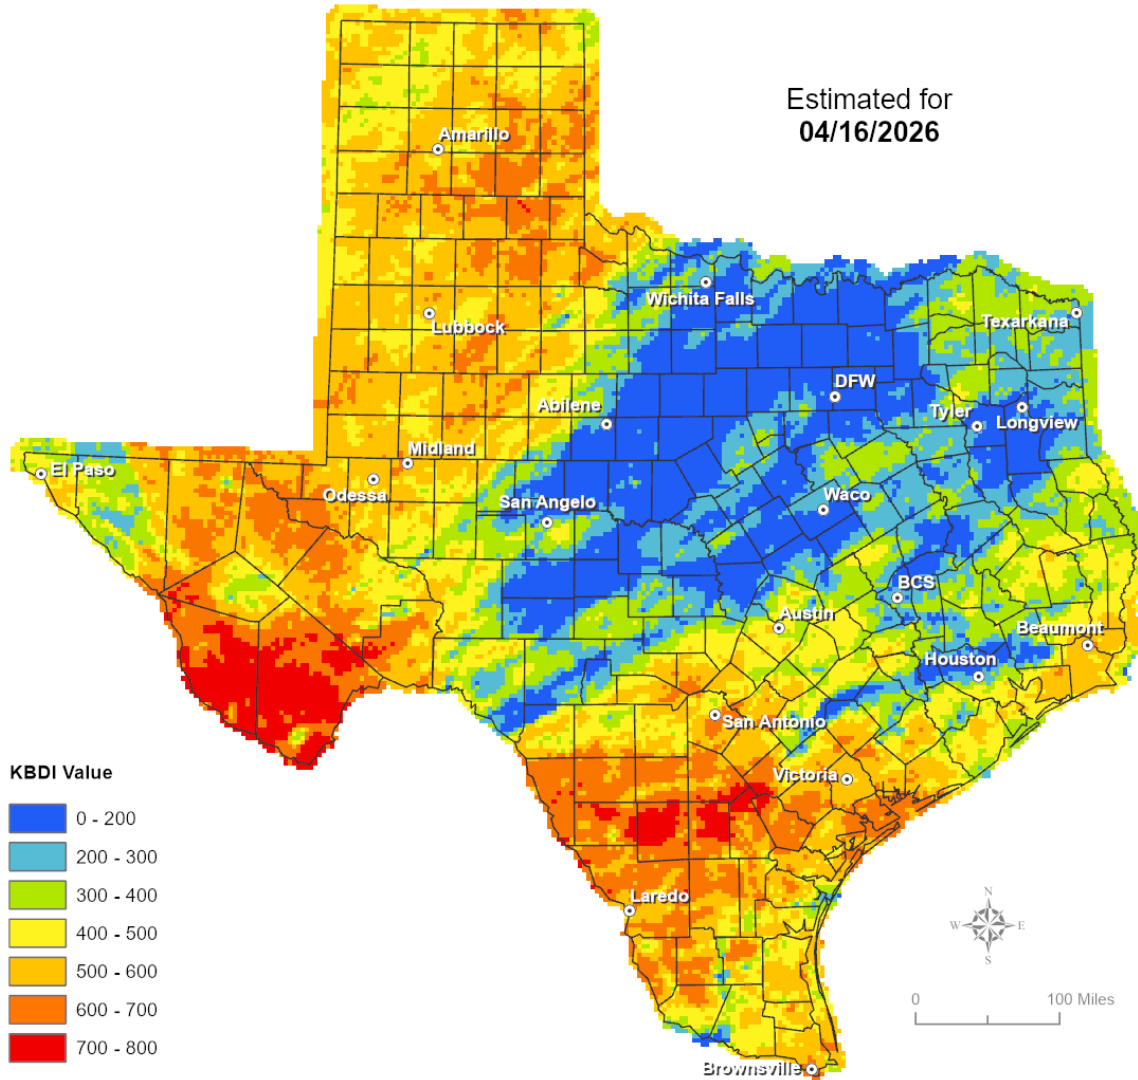 Estimated for
04/16/2026
Amarillo
Wichita Falls
Lubbock
Texarkana
DFW
Abilene
Tyler
Longview
Midland
El Paso
Odessa
San Angelo
Waco
BCS
Austin
Beaumont
Houston
San Antonio
Victoria
KBDI Value
0 - 200
200 - 300
300 - 400
400 - 500
500 - 600
600 - 700
700 - 800
Laredo
N
W E
S
0 100 Miles
Brownsville